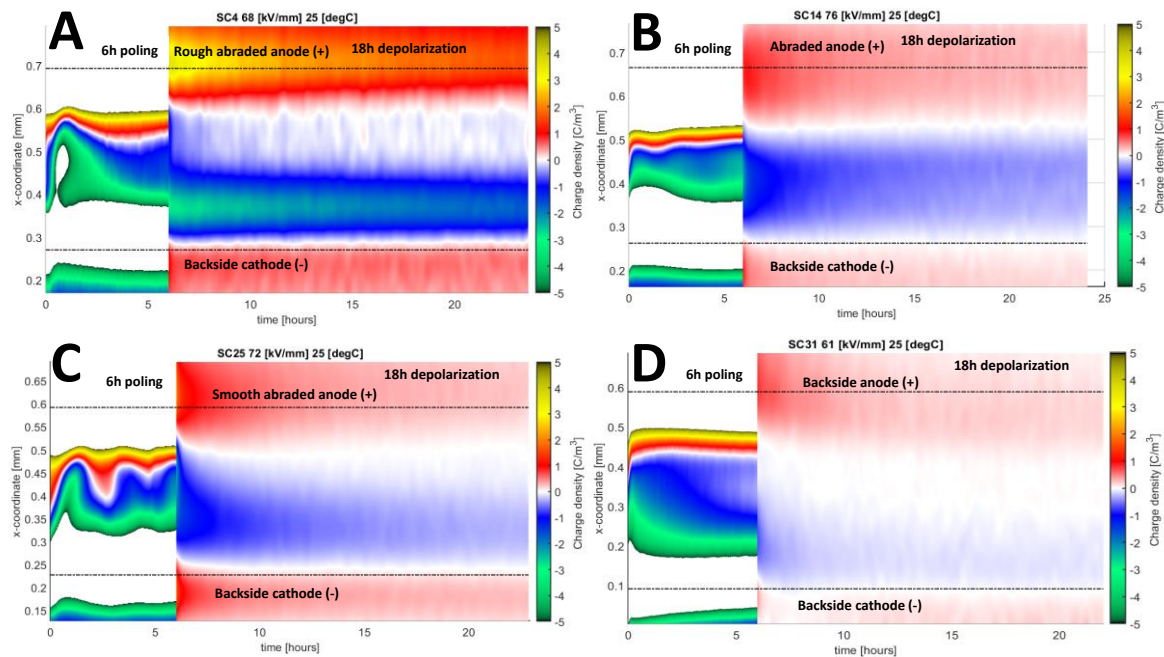 A
SC4 68 [kV/mm] 25 [degC]
6h poling
Rough abraded anode (+)
18h depolarization
Backside cathode (-)
x-coordinate [mm]
0.7
0.6
0.5
0.4
0.3
0.2
0 5 10 15 20
time [hours]
5
4
3
2
1
0
-1
-2
-3
-4
-5
Charge density [C/m³]
B
SC14 76 [kV/mm] 25 [degC]
6h poling
Abraded anode (+)
18h depolarization
Backside cathode (-)
x-coordinate [mm]
0.7
0.6
0.5
0.4
0.3
0.2
0 5 10 15 20 25
time [hours]
5
4
3
2
1
0
-1
-2
-3
-4
-5
Charge density [C/m³]
C
SC25 72 [kV/mm] 25 [degC]
6h poling
18h depolarization
Smooth abraded anode (+)
Backside cathode (-)
x-coordinate [mm]
0.65
0.6
0.55
0.5
0.45
0.4
0.35
0.3
0.25
0.2
0.15
0 5 10 15 20
time [hours]
5
4
3
2
1
0
-1
-2
-3
-4
-5
Charge density [C/m³]
D
SC31 61 [kV/mm] 25 [degC]
6h poling
18h depolarization
Backside anode (+)
Backside cathode (-)
x-coordinate [mm]
0.6
0.5
0.4
0.3
0.2
0.1
0 5 10 15 20
time [hours]
5
4
3
2
1
0
-1
-2
-3
-4
-5
Charge density [C/m³]